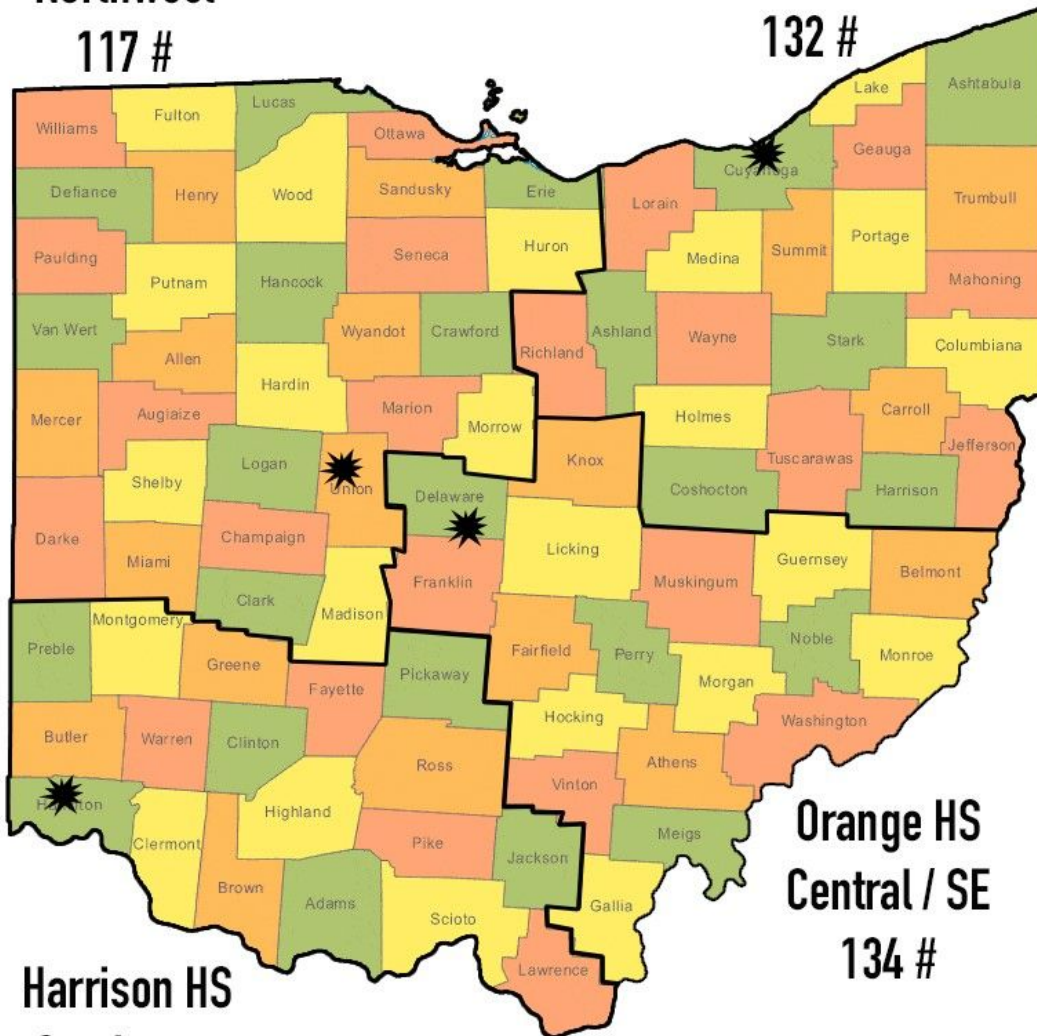 Northwest
117 #
132 #
Ashtabula
Lake
Lucas
Fulton
Williams
Ottawa
Geauga
Cuyahoga
Defiance
Henry
Wood
Sandusky
Erie
Lorain
Trumbull
Summit
Portage
Paulding
Seneca
Huron
Medina
Putnam
Hancock
Mahoning
Van Wert
Wyandot
Crawford
Ashland
Wayne
Stark
Columbiana
Richland
Allen
Hardin
Marion
Carroll
Mercer
Augiaize
Morrow
Holmes
Jefferson
Logan
Knox
Tuscarawas
Shelby
Union
Delaware
Coshocton
Harrison
Darke
Champaign
Licking
Miami
Guernsey
Belmont
Franklin
Muskingum
Clark
Madison
Montgomery
Preble
Noble
Greene
Fairfield
Perry
Monroe
Pickaway
Fayette
Morgan
Hocking
Washington
Butler
Warren
Clinton
Ross
Athens
Vinton
Hamilton
Highland
Clermont
Pike
Meigs
Jackson
Brown
Adams
Scioto
Gallia
Lawrence
Orange HS
Central / SE
134 #
Harrison HS